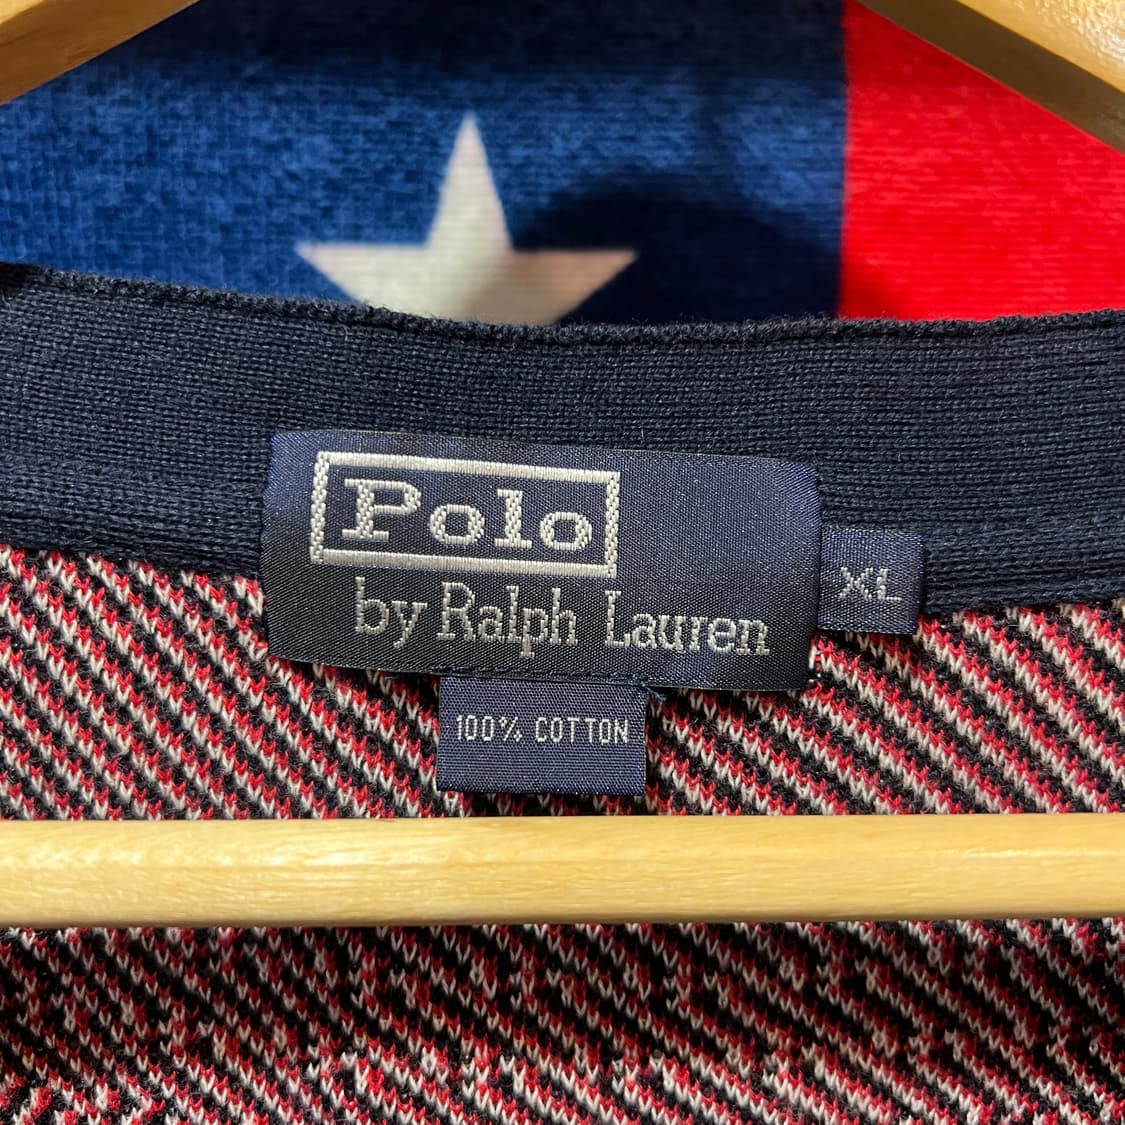 Polo
by Ralph Lauren
XL
100% COTTON